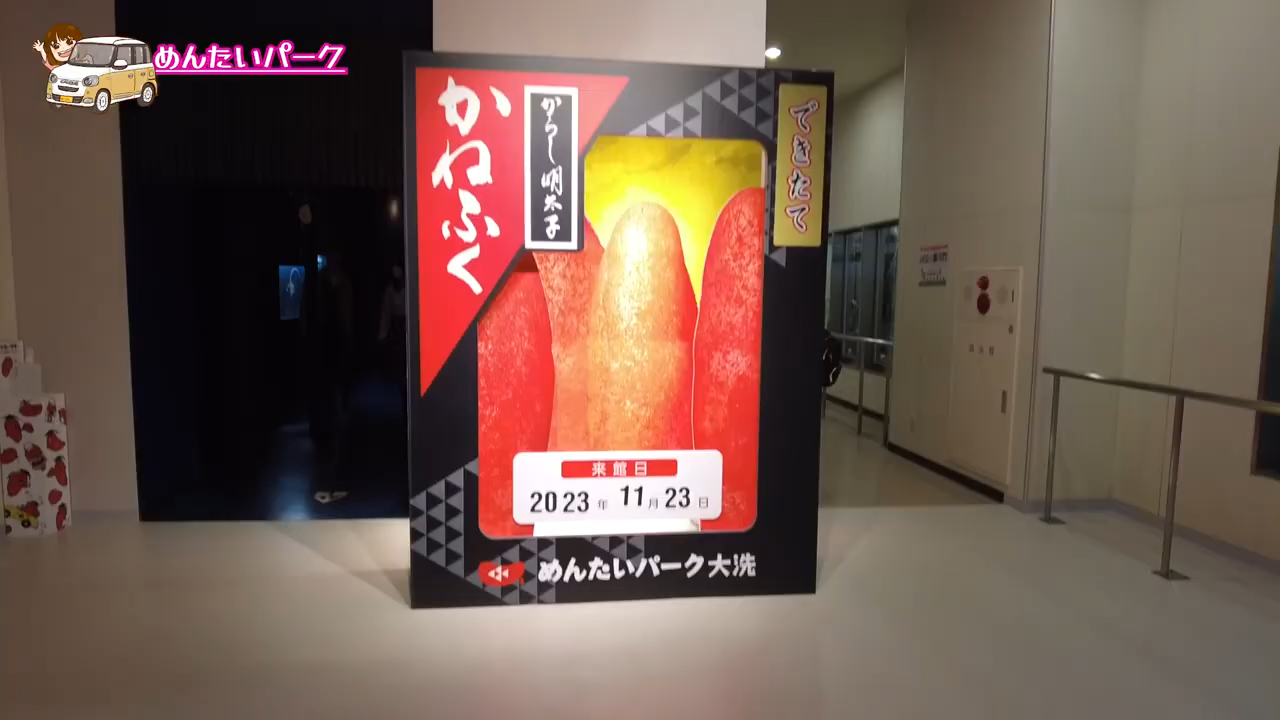 めんたいパーク
かねふく
からし明太子
できたて
来館日
2023年 11月23日
めんたいパーク大洗